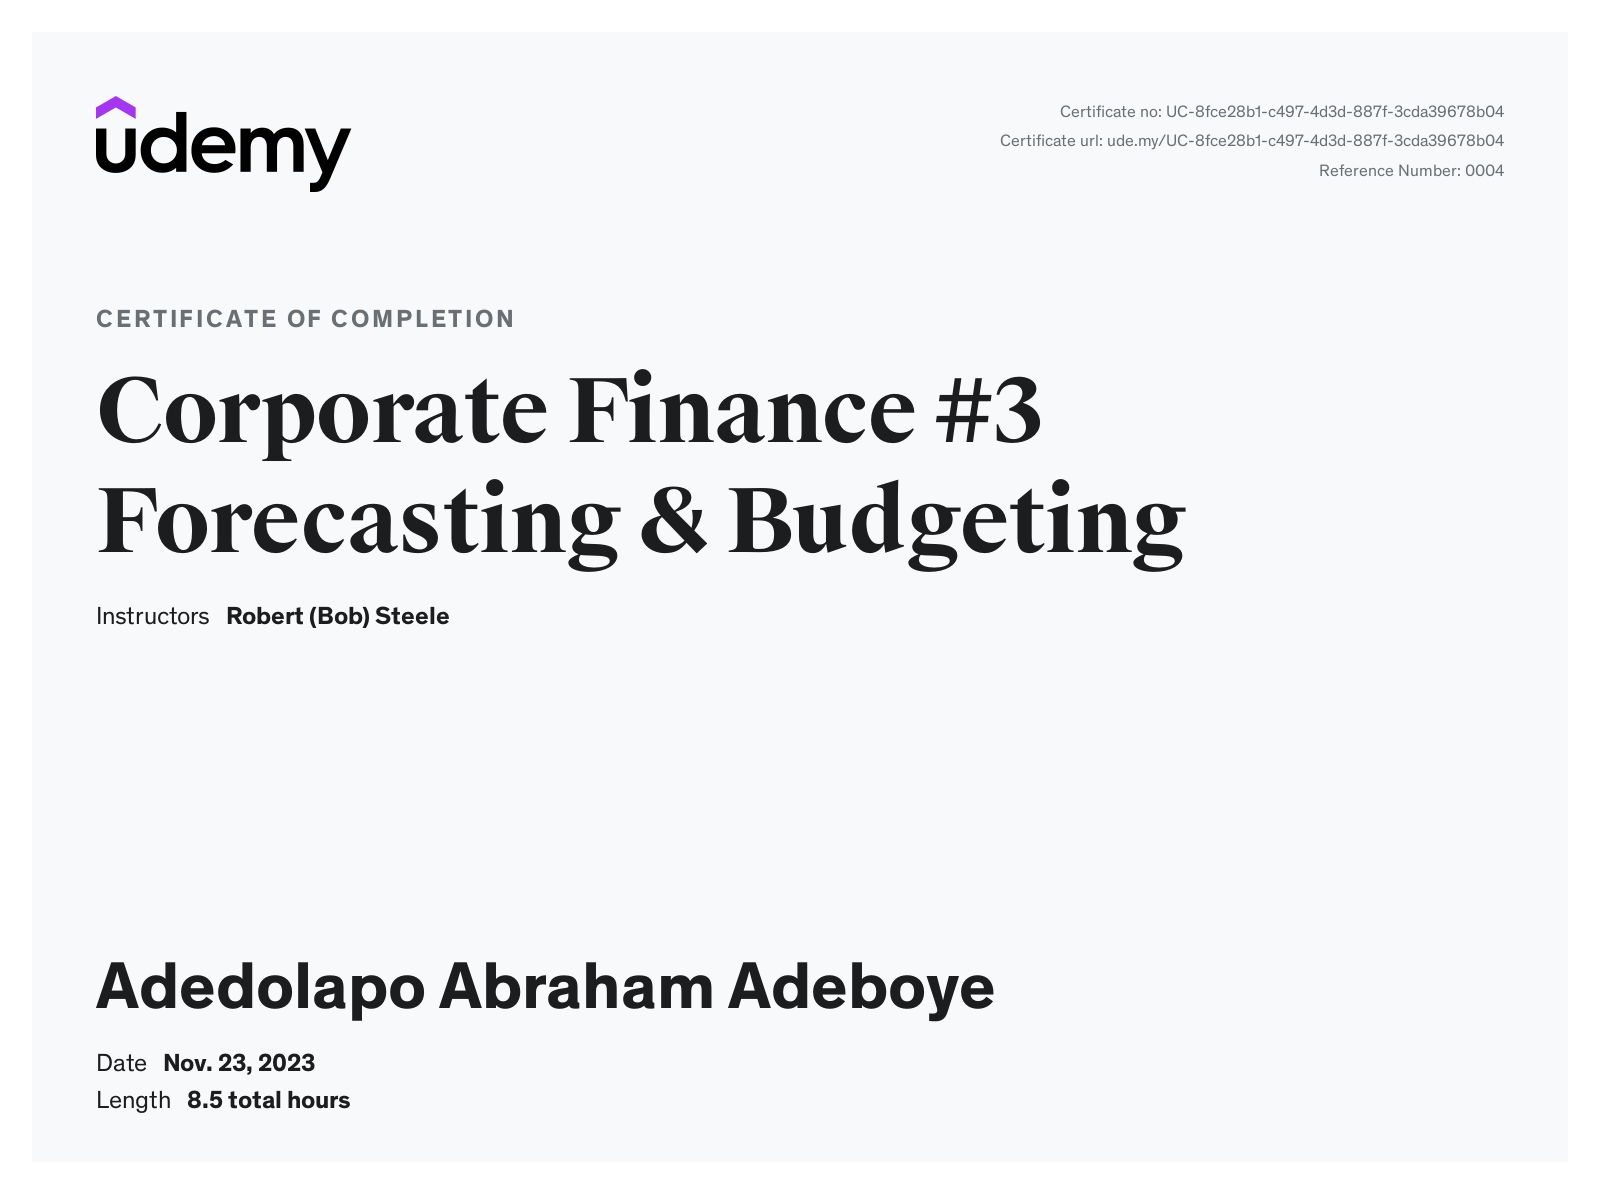 udemy
Certificate no: UC-8fce28b1-c497-4d3d-887f-3cda39678b04
Certificate url: ude.my/UC-8fce28b1-c497-4d3d-887f-3cda39678b04
Reference Number: 0004
CERTIFICATE OF COMPLETION
Corporate Finance #3
Forecasting & Budgeting
Instructors Robert (Bob) Steele
Adedolapo Abraham Adeboye
Date Nov. 23, 2023
Length 8.5 total hours